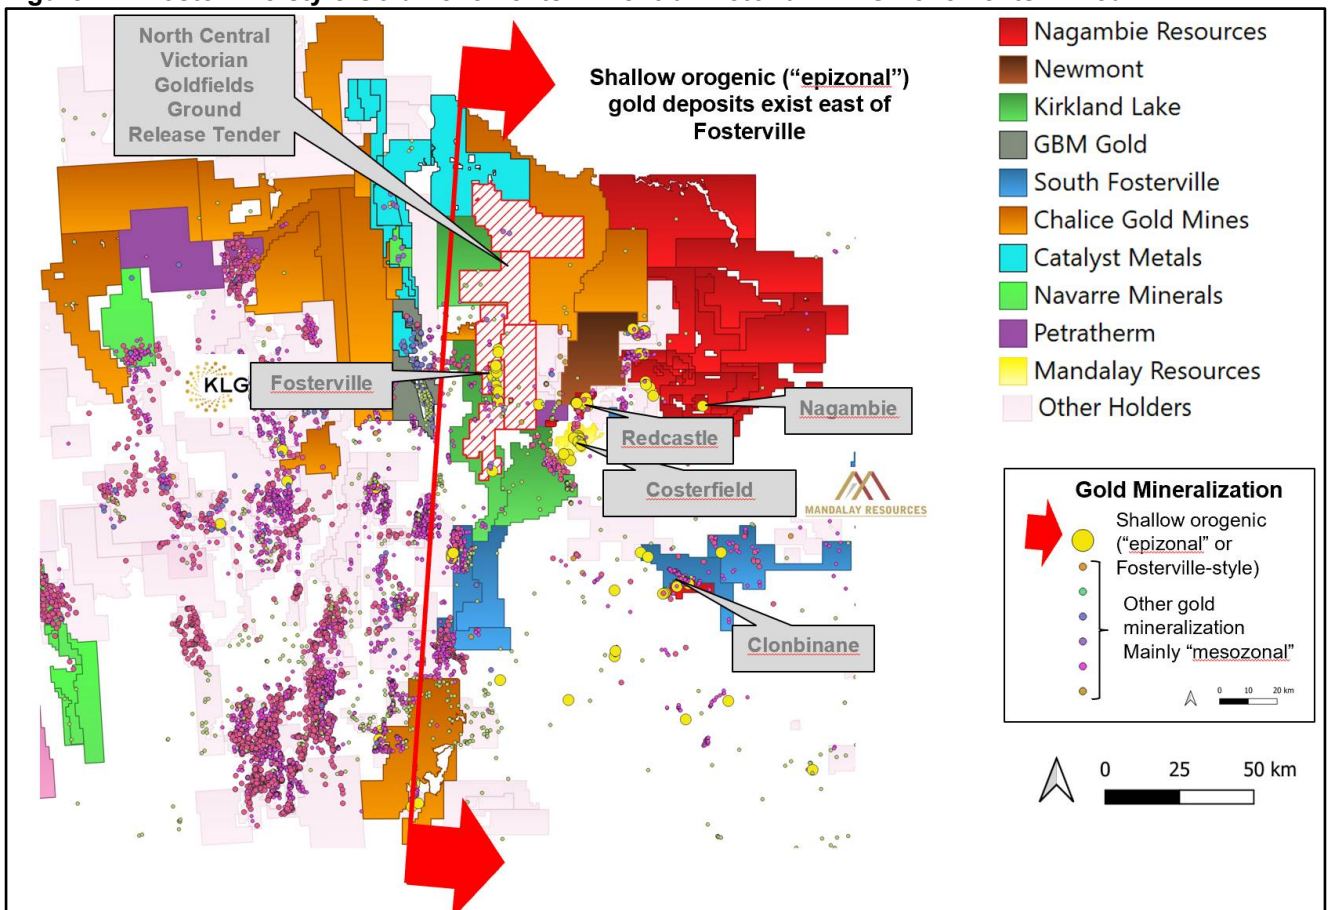 North Central
Victorian
Goldfields
Ground
Release Tender
Shallow orogenic (“epizonal”)
gold deposits exist east of
Fosterville
Nagambie Resources
Newmont
Kirkland Lake
GBM Gold
South Fosterville
Chalice Gold Mines
Catalyst Metals
Navarre Minerals
Petratherm
Mandalay Resources
Other Holders
KLG
Fosterville
Nagambie
Redcastle
Costerfield
MANDALAY RESOURCES
Clonbinane
Gold Mineralization
Shallow orogenic
(“epizonal” or
Fosterville-style)
Other gold
mineralization
Mainly “mesozonal”
0 10 20 km
0 25 50 km